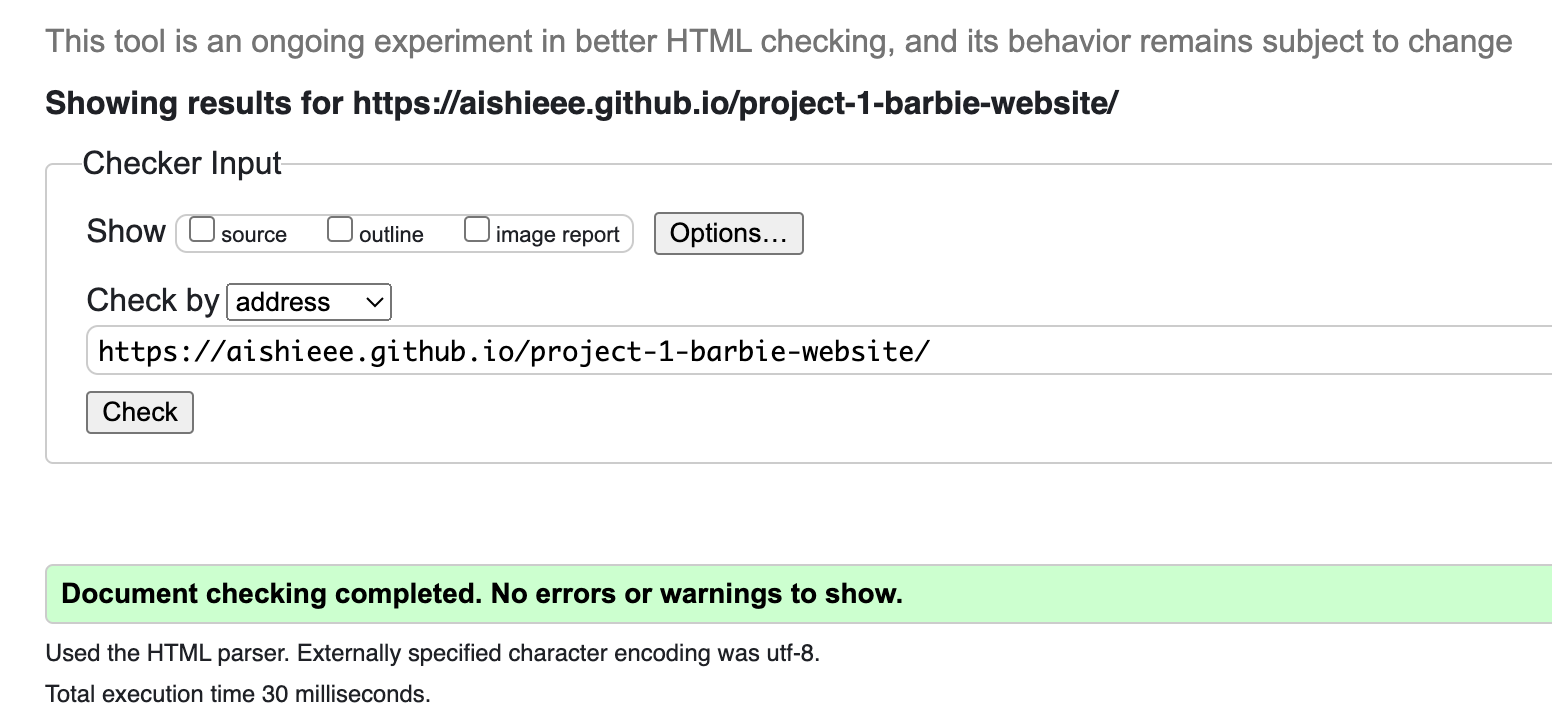 This tool is an ongoing experiment in better HTML checking, and its behavior remains subject to change
Showing results for https://aishieee.github.io/project-1-barbie-website/
Checker Input
Show source outline image report Options...
Check by address
https://aishieee.github.io/project-1-barbie-website/
Check
Document checking completed. No errors or warnings to show.
Used the HTML parser. Externally specified character encoding was utf-8.
Total execution time 30 milliseconds.